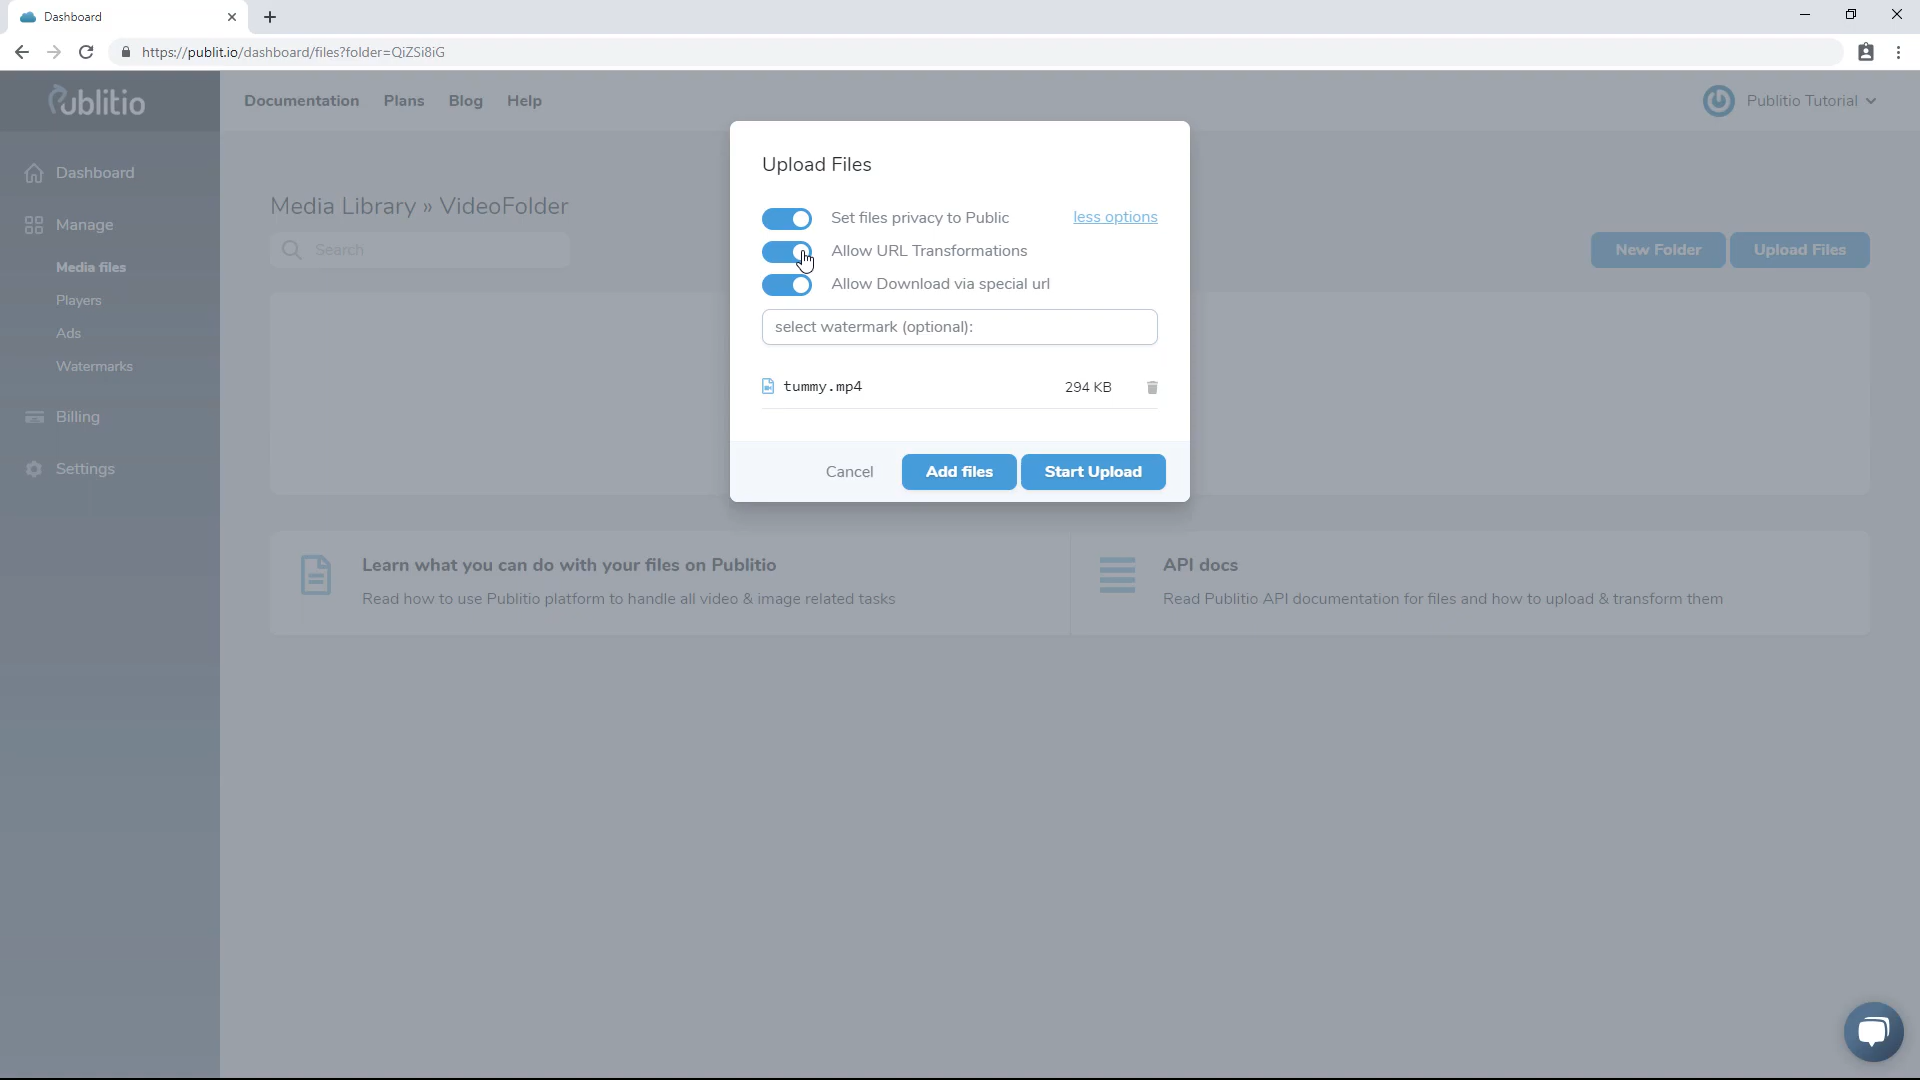 Dashboard
https://publit.io/dashboard/files?folder=QiZSi8iG
Publitio
Documentation Plans Blog Help
Publitio Tutorial
Dashboard
Manage
Media files
Players
Ads
Watermarks
Billing
Settings
Media Library » VideoFolder
Search
New Folder
Upload Files
Upload Files
Set files privacy to Public
less options
Allow URL Transformations
Allow Download via special url
select watermark (optional):
tummy.mp4 294 KB
Cancel
Add files
Start Upload
Learn what you can do with your files on Publitio
Read how to use Publitio platform to handle all video & image related tasks
API docs
Read Publitio API documentation for files and how to upload & transform them